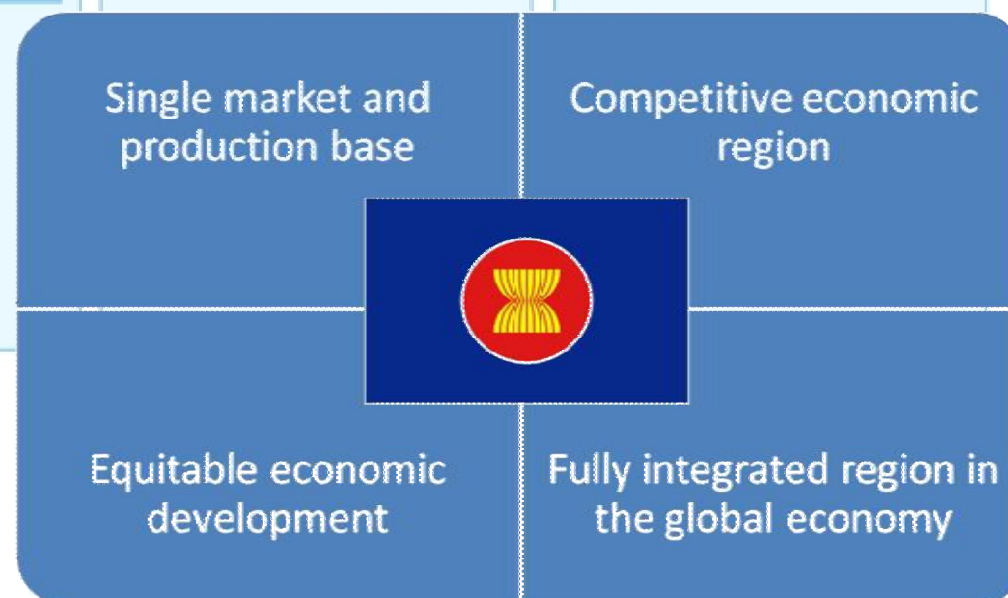 Single market and
production base
Competitive economic
region
Equitable economic
development
Fully integrated region in
the global economy